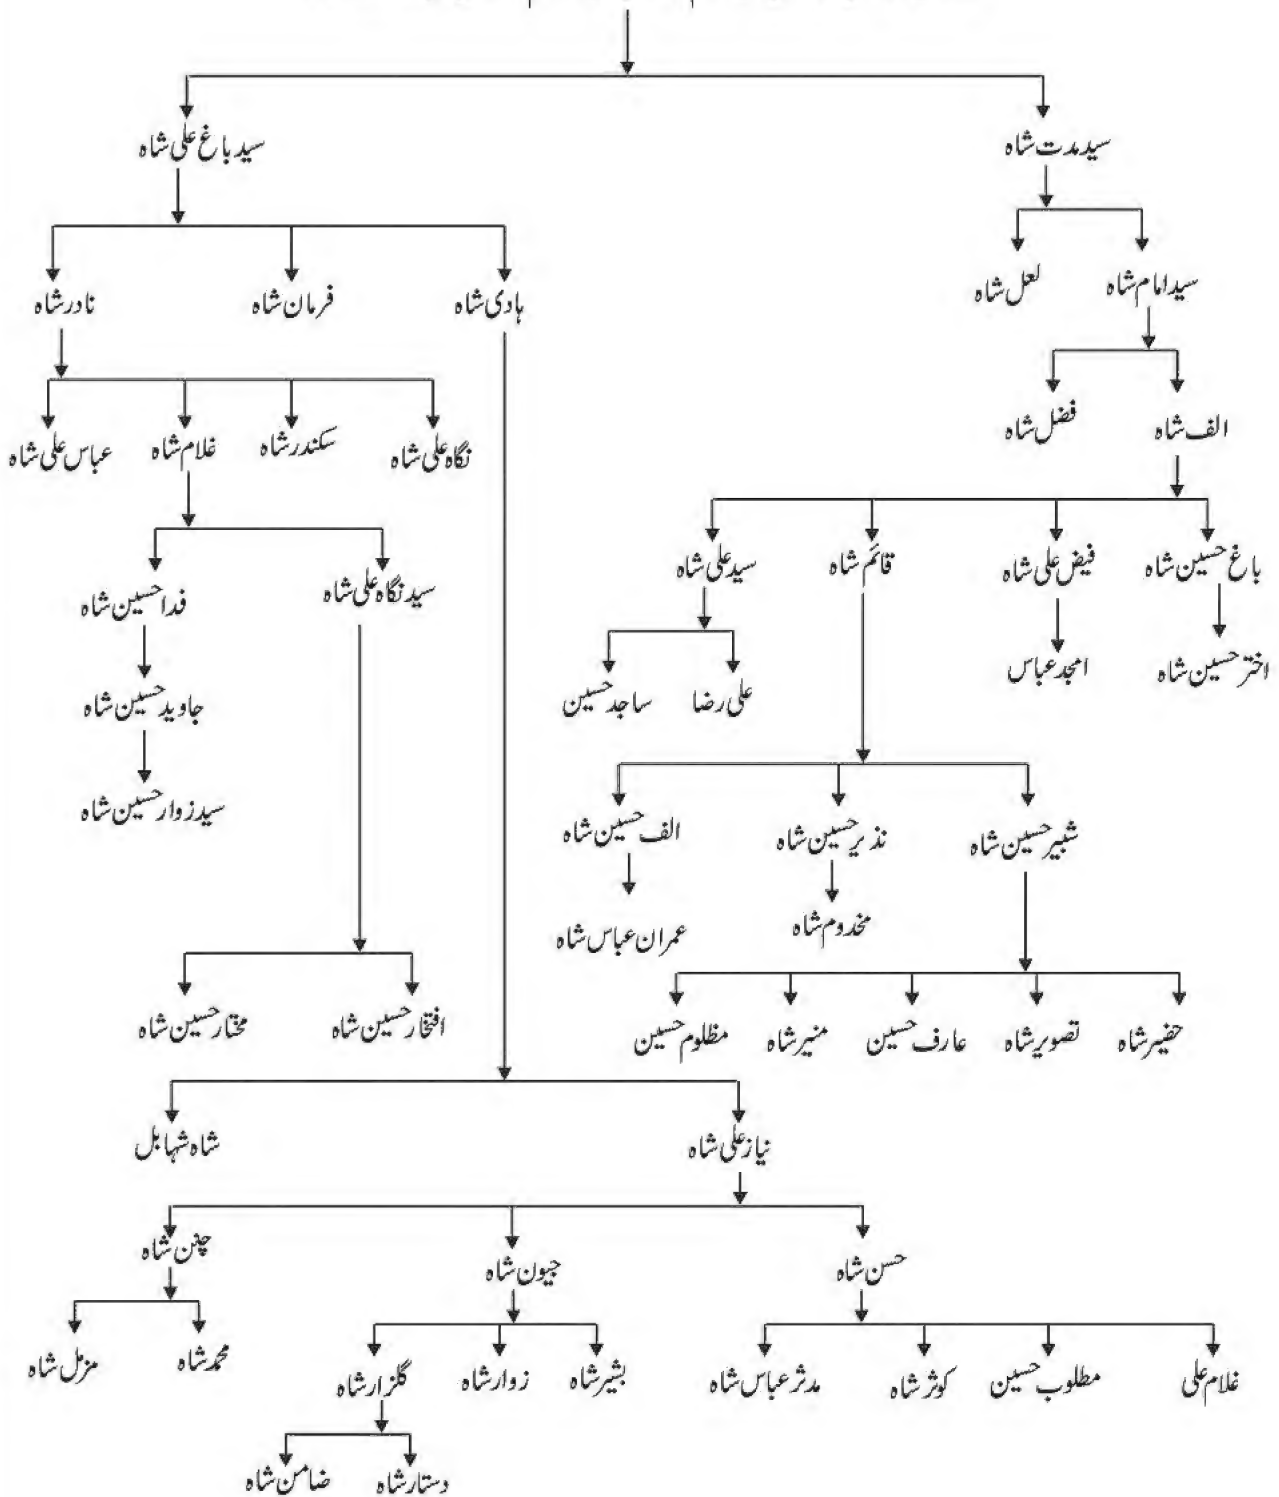 سید مدت شاہ سید باغ علی شاہ
سید امام شاہ لعل شاہ
ہادی شاہ فرمان شاہ نادر شاہ
الف شاہ فضل شاہ
نگاہ علی شاہ سکندر شاہ غلام شاہ عباس علی شاہ
باغ حسین شاہ فیض علی شاہ قائم شاہ سید علی شاہ
سید نگاہ علی شاہ فدا حسین شاہ
اختر حسین شاہ امجد عباس
علی رضا ساجد حسین
جاوید حسین شاہ
سید زوار حسین شاہ
شبیر حسین شاہ نذیر حسین شاہ الف حسین شاہ
مخدوم شاہ عمران عباس شاہ
افتخار حسین شاہ مختار حسین شاہ
تصویر شاہ عارف حسین منیر شاہ مظلوم حسین
نیاز علی شاہ شاہ شہابل
حسن شاہ جیون شاہ چنن شاہ
محمد شاہ مزمل شاہ
غلام علی مطلوب حسین کوثر شاہ مدثر عباس شاہ بشیر شاہ زوار شاہ گلزار شاہ
دستار شاہ ضامن شاہ